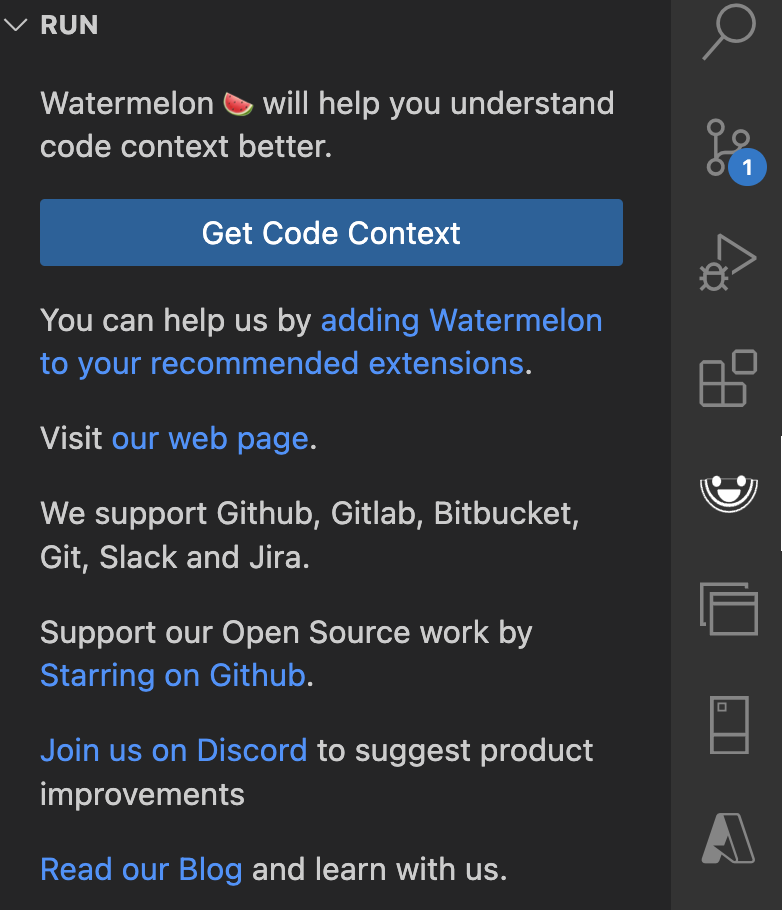 RUN
Watermelon 🍉 will help you understand
code context better.
Get Code Context
You can help us by adding Watermelon
to your recommended extensions.
Visit our web page.
We support Github, Gitlab, Bitbucket,
Git, Slack and Jira.
Support our Open Source work by
Starring on Github.
Join us on Discord to suggest product
improvements
Read our Blog and learn with us.
1